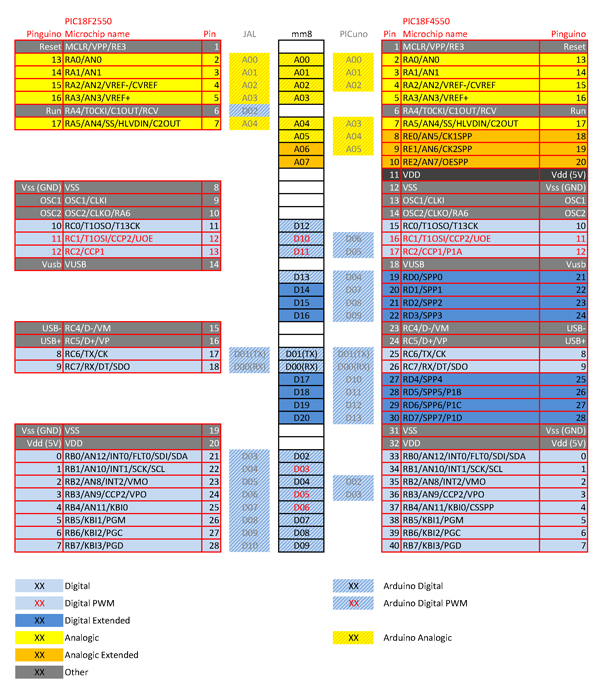 PIC18F2550 PIC18F4550
Pinguino Microchip name Pin JAL mm8 PICuno Pin Microchip name Pinguino
Reset MCLR/VPP/RE3 1 1 MCLR/VPP/RE3 Reset
13 RA0/AN0 2 A00 A00 A00 2 RA0/AN0 13
14 RA1/AN1 3 A01 A01 A01 3 RA1/AN1 14
15 RA2/AN2/VREF-/CVREF 4 A02 A02 A02 4 RA2/AN2/VREF-/CVREF 15
16 RA3/AN3/VREF+ 5 A03 A03 5 RA3/AN3/VREF+ 16
Run RA4/T0CKI/C1OUT/RCV 6 D02 6 RA4/T0CKI/C1OUT/RCV Run
17 RA5/AN4/SS/HLVDIN/C2OUT 7 A04 A04 A03 7 RA5/AN4/SS/HLVDIN/C2OUT 17
A05 A04 8 RE0/AN5/CK1SPP 18
A06 A05 9 RE1/AN6/CK2SPP 19
A07 10 RE2/AN7/OESPP 20
11 VDD Vdd (5V)
Vss (GND) VSS 8 12 VSS Vss (GND)
OSC1 OSC1/CLKI 9 13 OSC1/CLKI OSC1
OSC2 OSC2/CLKO/RA6 10 14 OSC2/CLKO/RA6 OSC2
10 RC0/T1OSO/T13CK 11 D12 15 RC0/T1OSO/T13CK 10
11 RC1/T1OSI/CCP2/UOE 12 D10 D06 16 RC1/T1OSI/CCP2/UOE 11
12 RC2/CCP1 13 D11 D05 17 RC2/CCP1/P1A 12
Vusb VUSB 14 18 VUSB Vusb
D13 D04 19 RD0/SPP0 21
D14 D07 20 RD1/SPP1 22
D15 D08 21 RD2/SPP2 23
D16 D09 22 RD3/SPP3 24
USB- RC4/D-/VM 15 23 RC4/D-/VM USB-
USB+ RC5/D+/VP 16 24 RC5/D+/VP USB+
8 RC6/TX/CK 17 D01(TX) D01(TX) D01(TX) 25 RC6/TX/CK 8
9 RC7/RX/DT/SDO 18 D00(RX) D00(RX) D00(RX) 26 RC7/RX/DT/SDO 9
D17 D10 27 RD4/SPP4 25
D18 D11 28 RD5/SPP5/P1B 26
D19 D12 29 RD6/SPP6/P1C 27
D20 D13 30 RD7/SPP7/P1D 28
Vss (GND) VSS 19 31 VSS Vss (GND)
Vdd (5V) VDD 20 32 VDD Vdd (5V)
0 RB0/AN12/INT0/FLT0/SDI/SDA 21 D03 D02 33 RB0/AN12/INT0/FLT0/SDI/SDA 0
1 RB1/AN10/INT1/SCK/SCL 22 D04 D03 34 RB1/AN10/INT1/SCK/SCL 1
2 RB2/AN8/INT2/VMO 23 D05 D04 D02 35 RB2/AN8/INT2/VMO 2
3 RB3/AN9/CCP2/VPO 24 D06 D05 D03 36 RB3/AN9/CCP2/VPO 3
4 RB4/AN11/KBI0 25 D07 D06 37 RB4/AN11/KBI0/CSSPP 4
5 RB5/KBI1/PGM 26 D08 D07 38 RB5/KBI1/PGM 5
6 RB6/KBI2/PGC 27 D09 D08 39 RB6/KBI2/PGC 6
7 RB7/KBI3/PGD 28 D10 D09 40 RB7/KBI3/PGD 7
XX Digital XX Arduino Digital
XX Digital PWM XX Arduino Digital PWM
XX Digital Extended
XX Analogic XX Arduino Analogic
XX Analogic Extended
XX Other